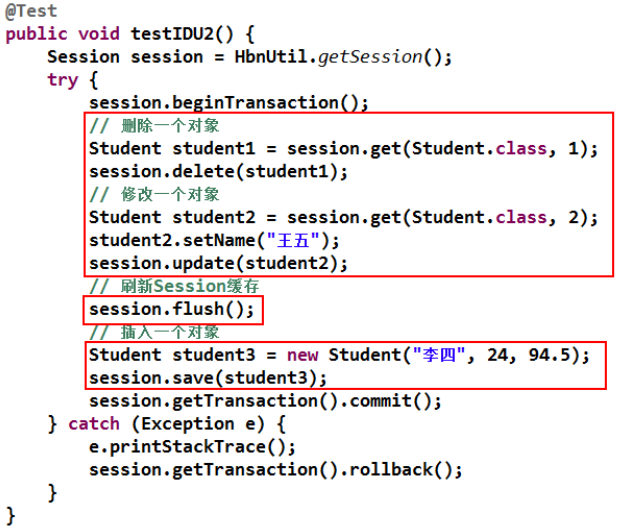 @Test
public void testIDU2() {
    Session session = HbnUtil.getSession();
    try {
        session.beginTransaction();
        // 删除一个对象
        Student student1 = session.get(Student.class, 1);
        session.delete(student1);
        // 修改一个对象
        Student student2 = session.get(Student.class, 2);
        student2.setName("王五");
        session.update(student2);
        // 刷新Session缓存
        session.flush();
        // 插入一个对象
        Student student3 = new Student("李四", 24, 94.5);
        session.save(student3);
        session.getTransaction().commit();
    } catch (Exception e) {
        e.printStackTrace();
        session.getTransaction().rollback();
    }
}